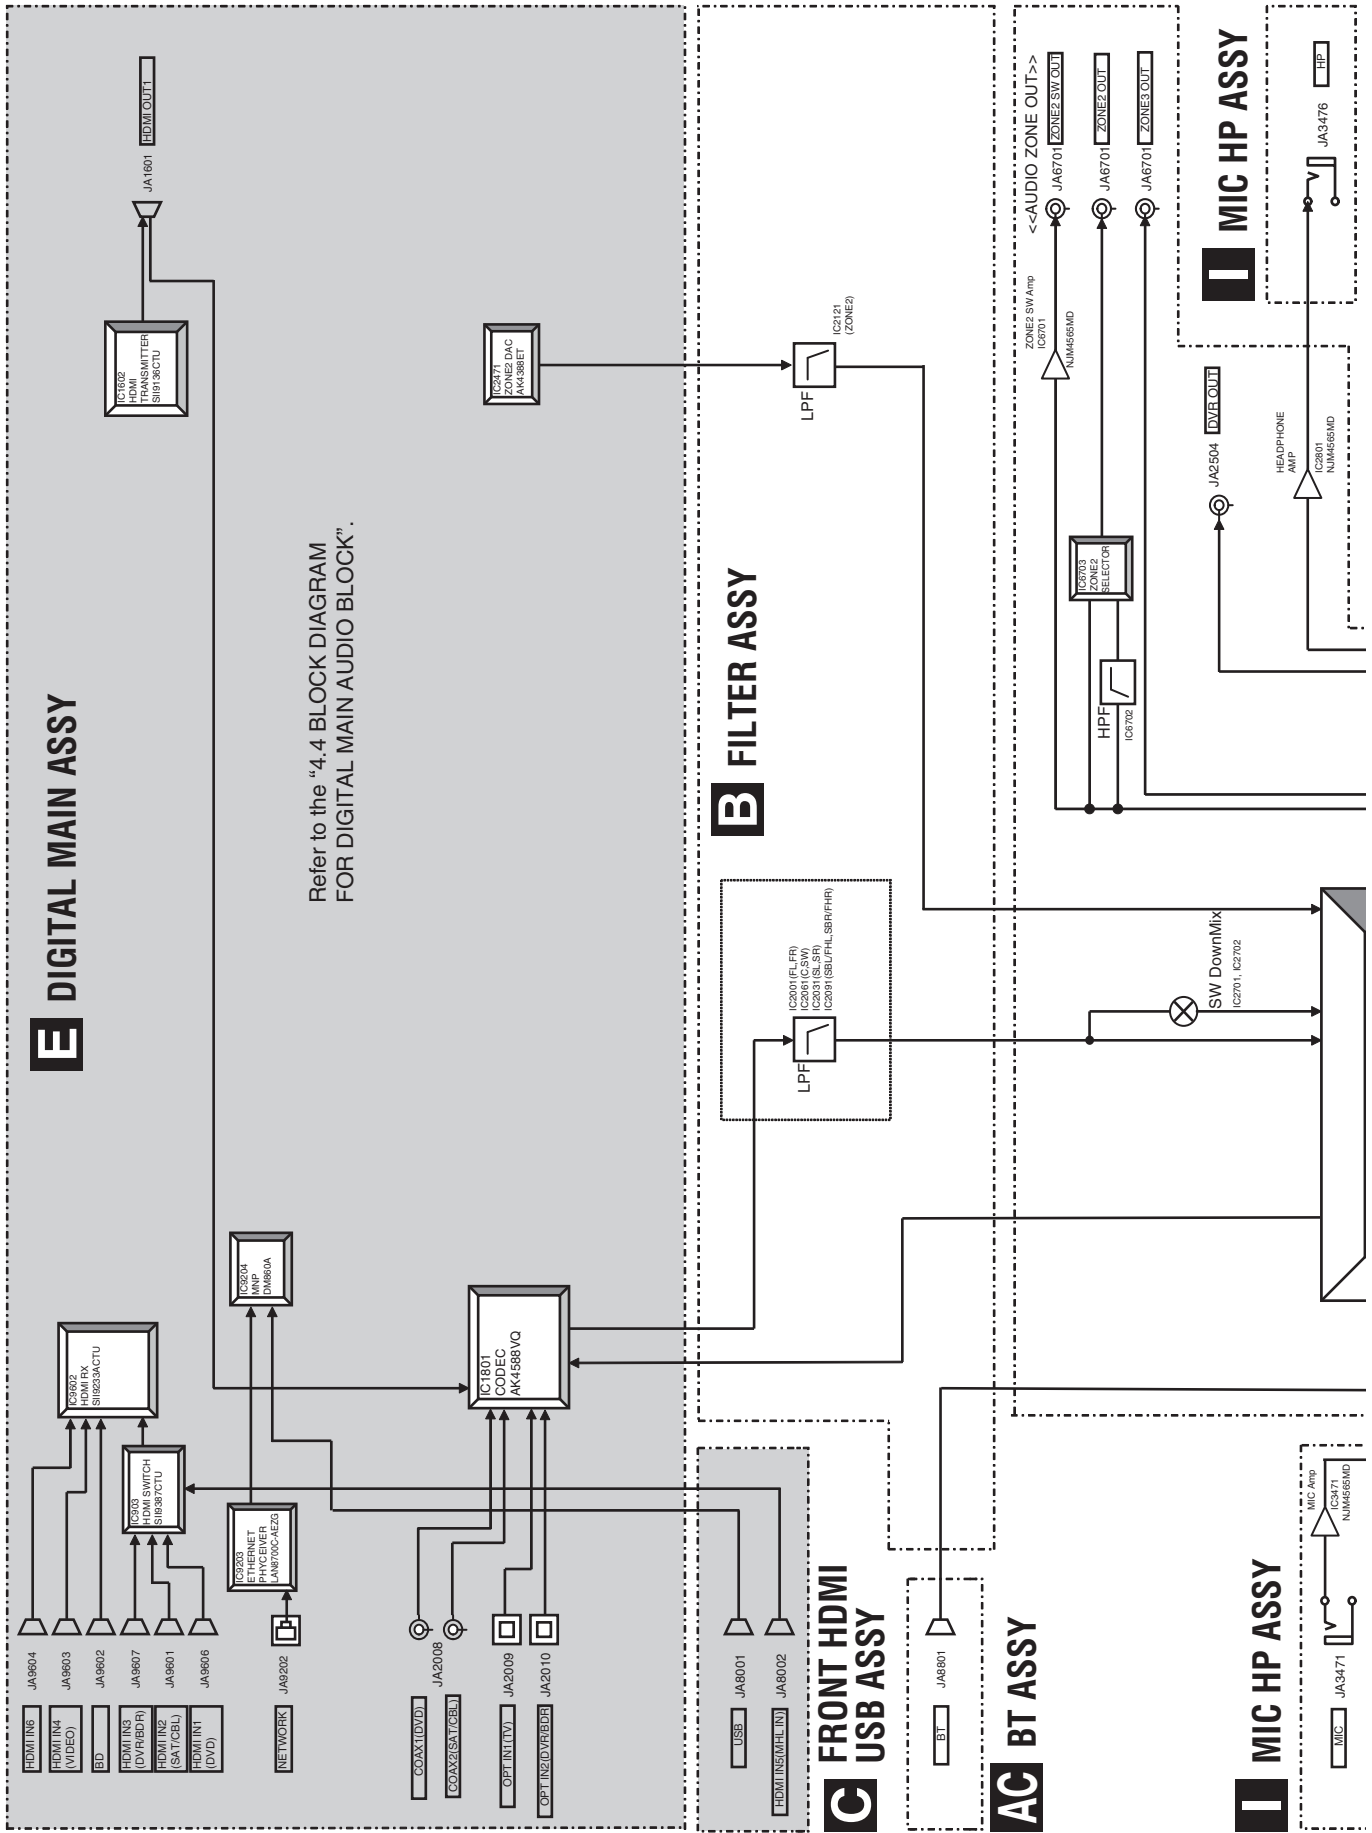 E DIGITAL MAIN ASSY
HDMI IN6
JA9604
HDMI IN4
(VIDEO)
JA9603
BD
JA9602
HDMI IN3
(DVR/BDR)
JA9607
HDMI IN2
(SAT/CBL)
JA9601
HDMI IN1
(DVD)
JA9606
NETWORK
JA9202
COAX1(DVD)
COAX2(SAT/CBL)
JA2008
OPT IN1(TV)
JA2009
OPT IN2(DVR/BDR)
JA2010
IC9602
HDMI RX
SII9233ACTU
IC903
HDMI SWITCH
SII9387CTU
IC9203
ETHERNET
PHYCEIVER
LAN8700C-AEZG
IC9204
MNP
DM860A
IC1801
CODEC
AK4588VQ
Refer to the “4.4 BLOCK DIAGRAM
FOR DIGITAL MAIN AUDIO BLOCK”.
IC1602
HDMI
TRANSMITTER
SII9136CTU
JA1601
HDMI OUT1
IC2471
ZONE2 DAC
AK4388ET
C FRONT HDMI
USB ASSY
USB
JA8001
HDMI IN5(MHL IN)
JA8002
B FILTER ASSY
LPF
IC2001(FL,FR)
IC2061(C,SW)
IC2031(SL,SR)
IC2091(SBL/FHL,SBR/FHR)
LPF
IC2121
(ZONE2)
AC BT ASSY
BT
JA8801
<<AUDIO ZONE OUT>>
ZONE2 SW Amp
IC6701
NJM4565MD
JA6701
ZONE2 SW OUT
HPF
IC6702
IC6703
ZONE2
SELECTOR
JA6701
ZONE2 OUT
JA6701
ZONE3 OUT
SW DownMix
IC2701, IC2702
JA2504
DVR OUT
I MIC HP ASSY
HEADPHONE
AMP
IC2801
NJM4565MD
JA3476
HP
I MIC HP ASSY
MIC
JA3471
MIC Amp
IC3471
NJM4565MD